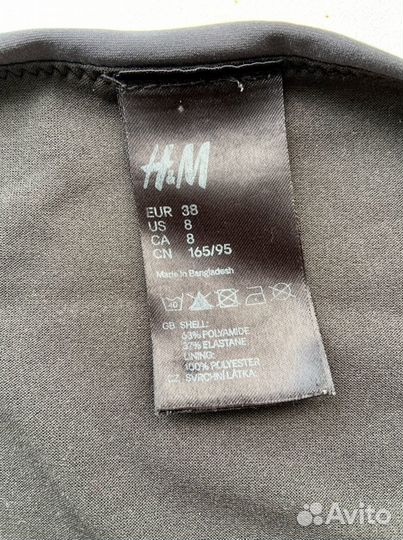 H&M
EUR 38
US 8
CA 8
CN 165/95
Made in Bangladesh
40
GB SHELL:
63% POLYAMIDE
37% ELASTANE
LINING:
100% POLYESTER
CZ SVRCHNÍ LÁTKA:
Avito